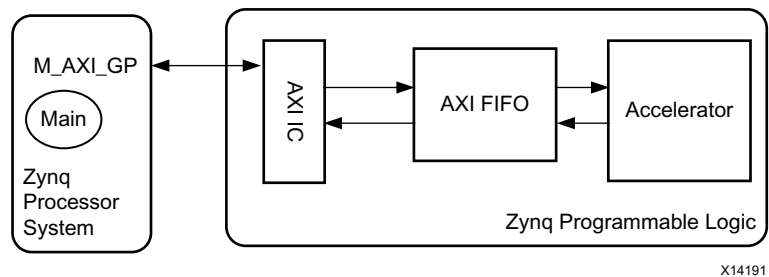 M_AXI_GP
Main
Zynq
Processor
System
AXI IC
AXI FIFO
Accelerator
Zynq Programmable Logic
X14191